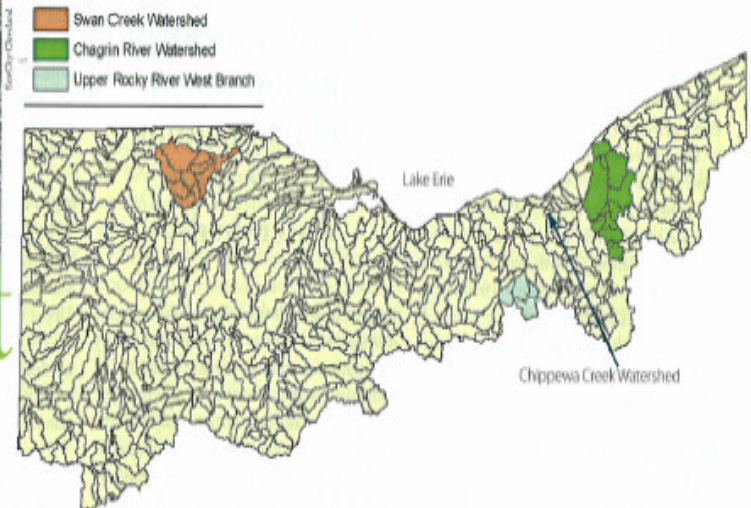 Swan Creek Watershed
Chagrin River Watershed
Upper Rocky River West Branch
Lake Erie
Chippewa Creek Watershed